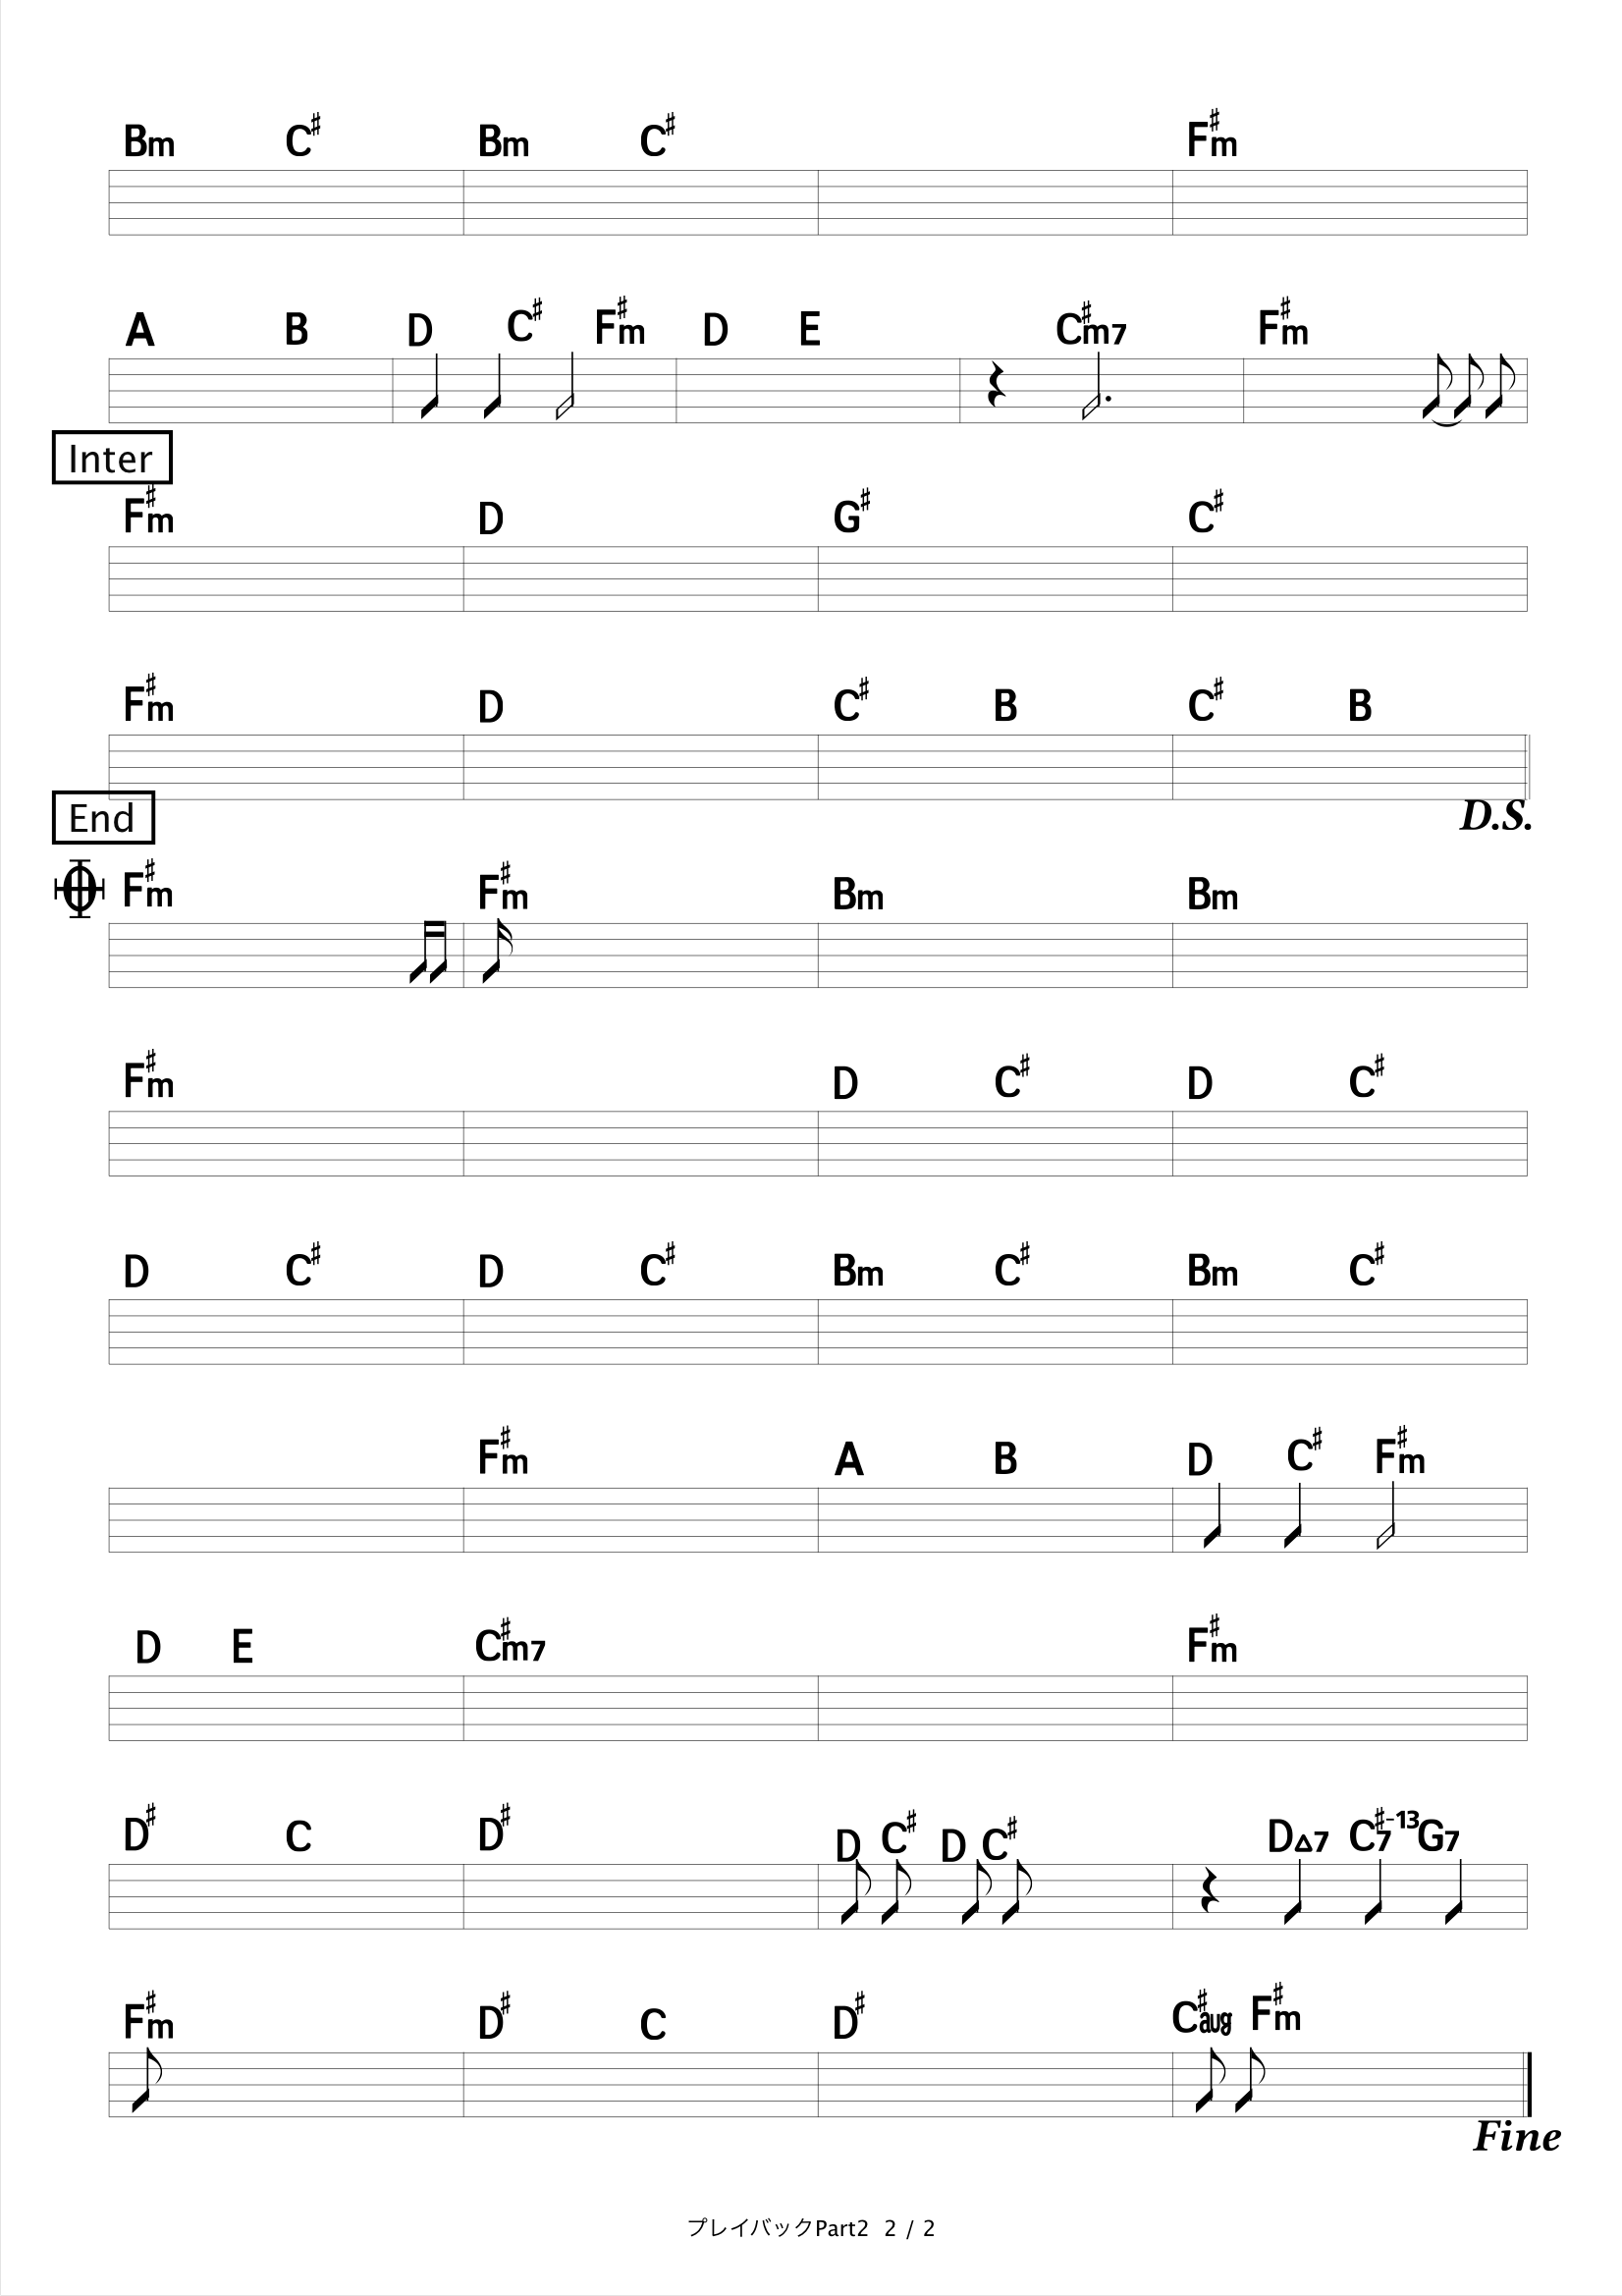 Bm C♯ Bm C♯ F♯m
A B D C♯ F♯m D E C♯m7 F♯m
Inter
F♯m D G♯ C♯
F♯m D C♯ B C♯ B
D.S.
End
F♯m F♯m Bm Bm
F♯m D C♯ D C♯
D C♯ D C♯ Bm C♯ Bm C♯
F♯m A B D C♯ F♯m
D E C♯m7 F♯m
D♯ C D♯ D C♯ D C♯ D△7 C♯7-13 G7
F♯m D♯ C D♯ C♯aug F♯m
Fine
プレイバックPart2 2 / 2